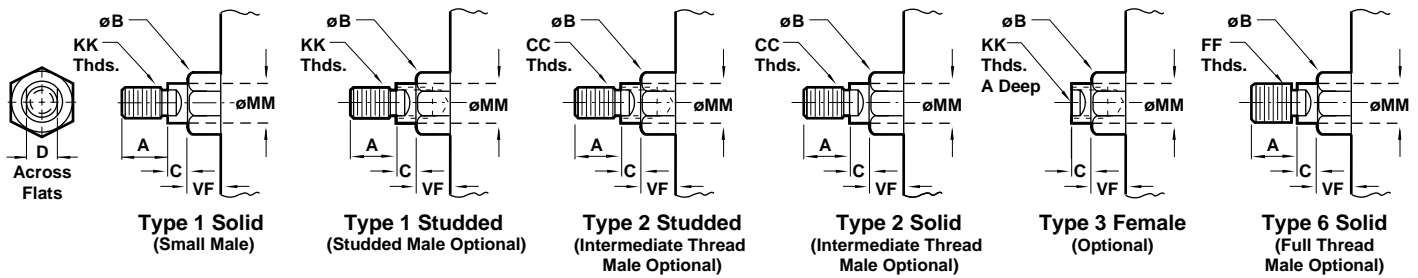 D
Across
Flats
øB
KK
Thds.
øMM
A
C
VF
Type 1 Solid
(Small Male)
øB
KK
Thds.
øMM
A
C
VF
Type 1 Studded
(Studded Male Optional)
øB
CC
Thds.
øMM
A
C
VF
Type 2 Studded
(Intermediate Thread
Male Optional)
øB
CC
Thds.
øMM
A
C
VF
Type 2 Solid
(Intermediate Thread
Male Optional)
øB
KK
Thds.
A Deep
øMM
C
VF
Type 3 Female
(Optional)
øB
FF
Thds.
øMM
A
C
VF
Type 6 Solid
(Full Thread
Male Optional)